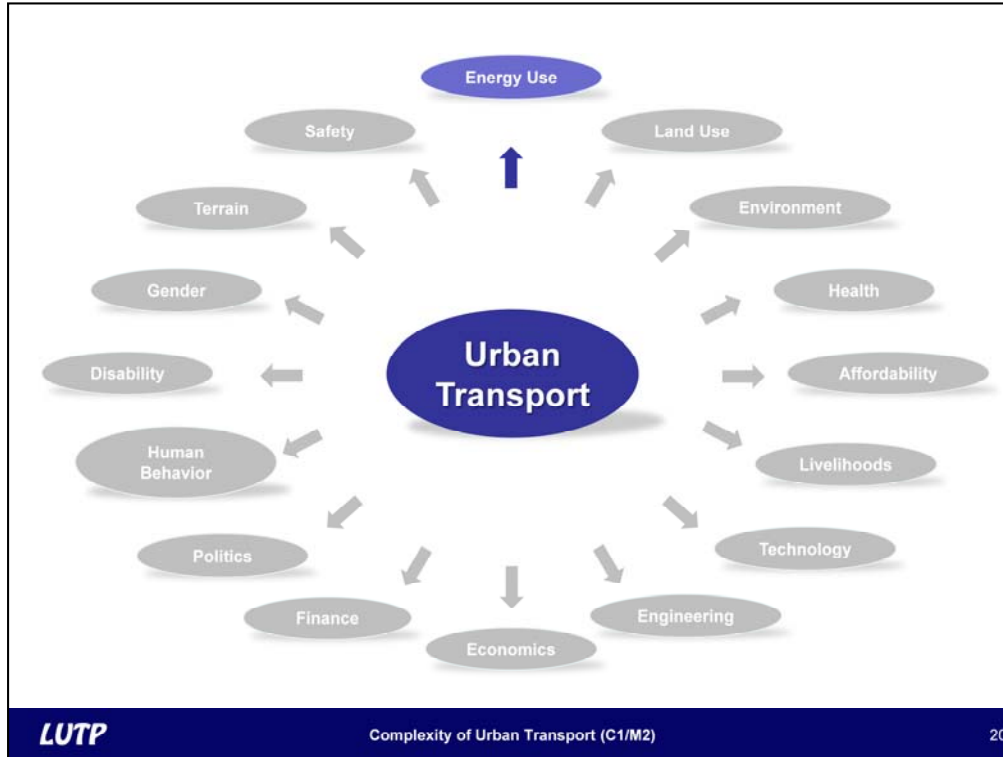 Energy Use
Safety
Land Use
Terrain
Environment
Gender
Health
Urban
Transport
Disability
Affordability
Human
Behavior
Livelihoods
Politics
Technology
Finance
Engineering
Economics
LUTP
Complexity of Urban Transport (C1/M2)
20